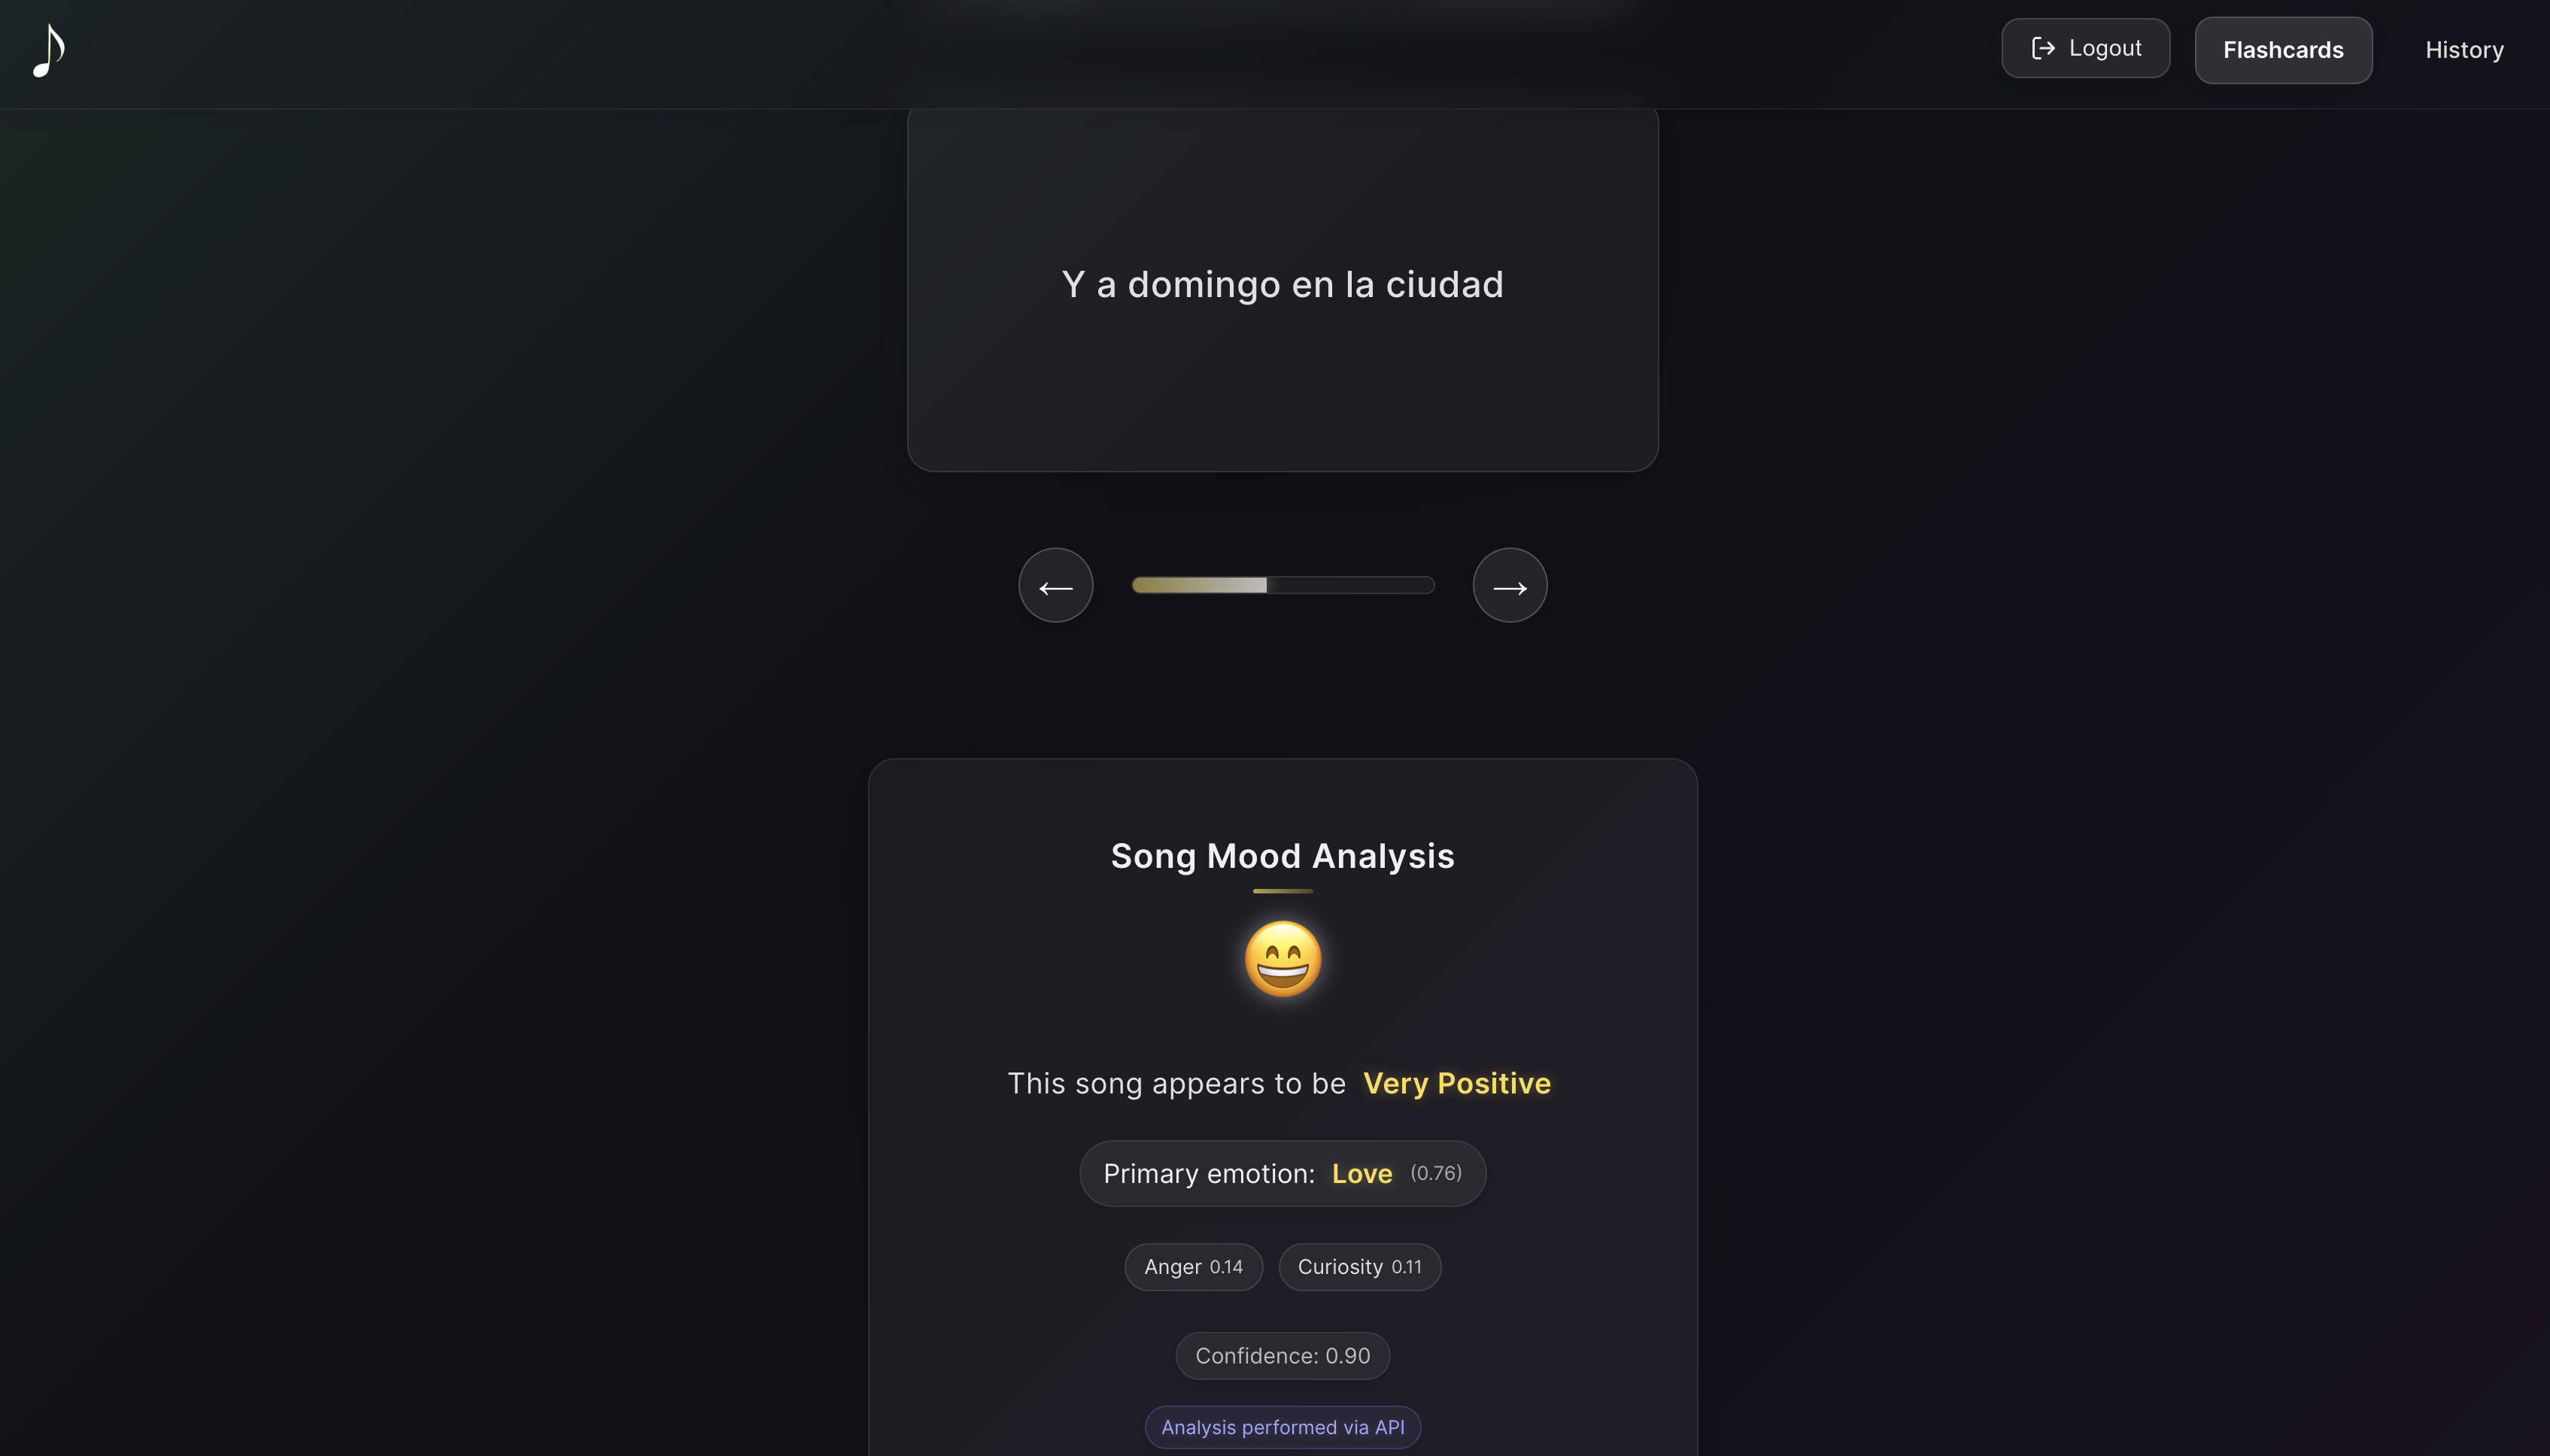 Logout
Flashcards
History
Y a domingo en la ciudad
←
→
Song Mood Analysis
This song appears to be Very Positive
Primary emotion: Love (0.76)
Anger 0.14
Curiosity 0.11
Confidence: 0.90
Analysis performed via API